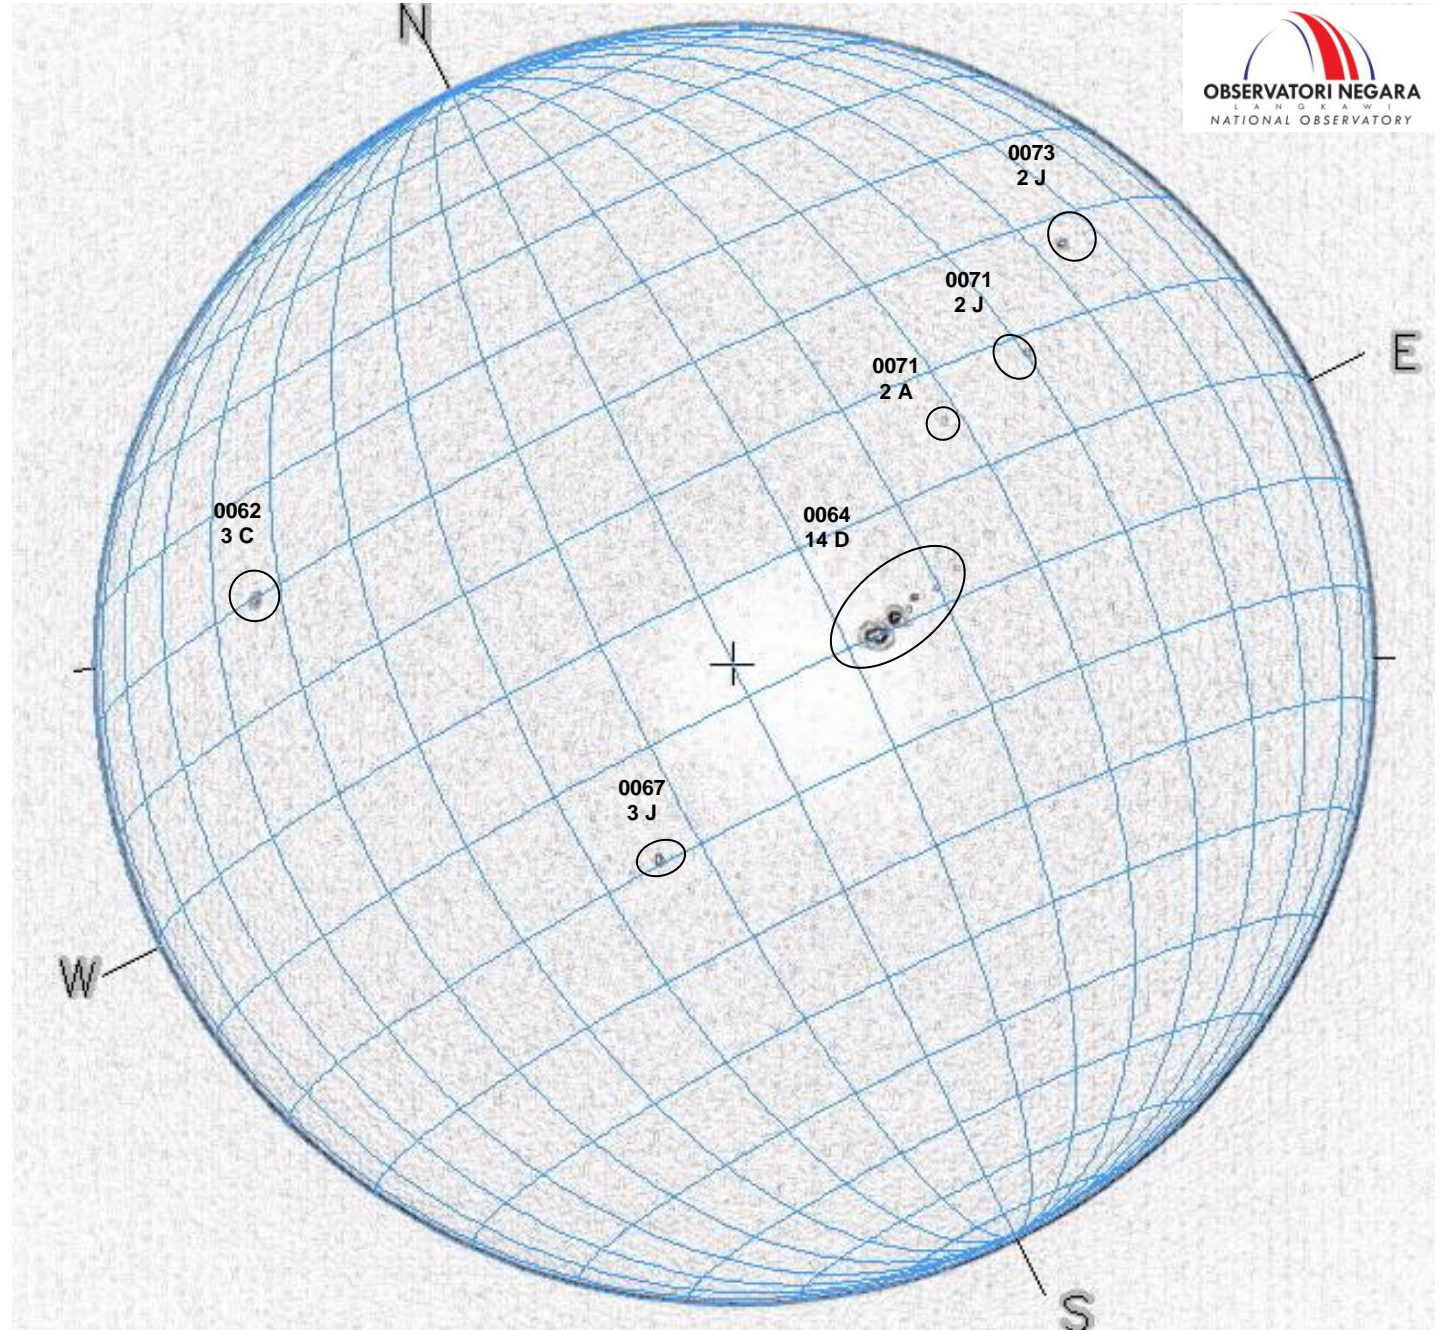 N
OBSERVATORI NEGARA
LANGKAWI
NATIONAL OBSERVATORY
0073
2 J
0071
2 J
E
0071
2 A
0062
3 C
0064
14 D
0067
3 J
W
S